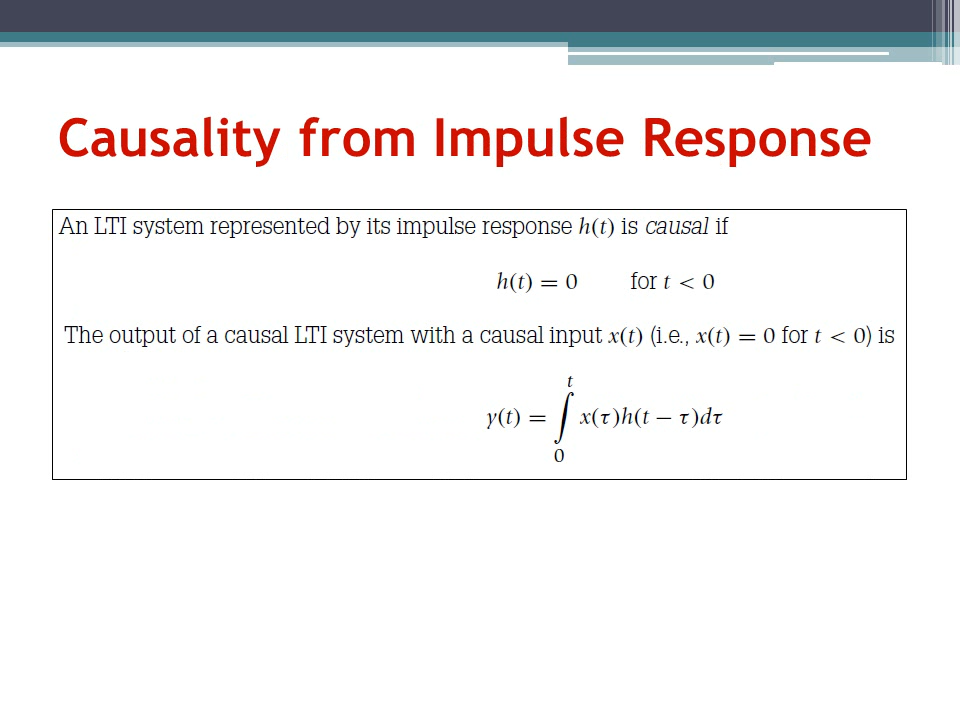 Causality from Impulse Response
An LTI system represented by its impulse response h(t) is causal if
h(t) = 0 for t < 0
The output of a causal LTI system with a causal input x(t) (i.e., x(t) = 0 for t < 0) is
y(t) = ∫₀ᵗ x(τ)h(t − τ)dτ